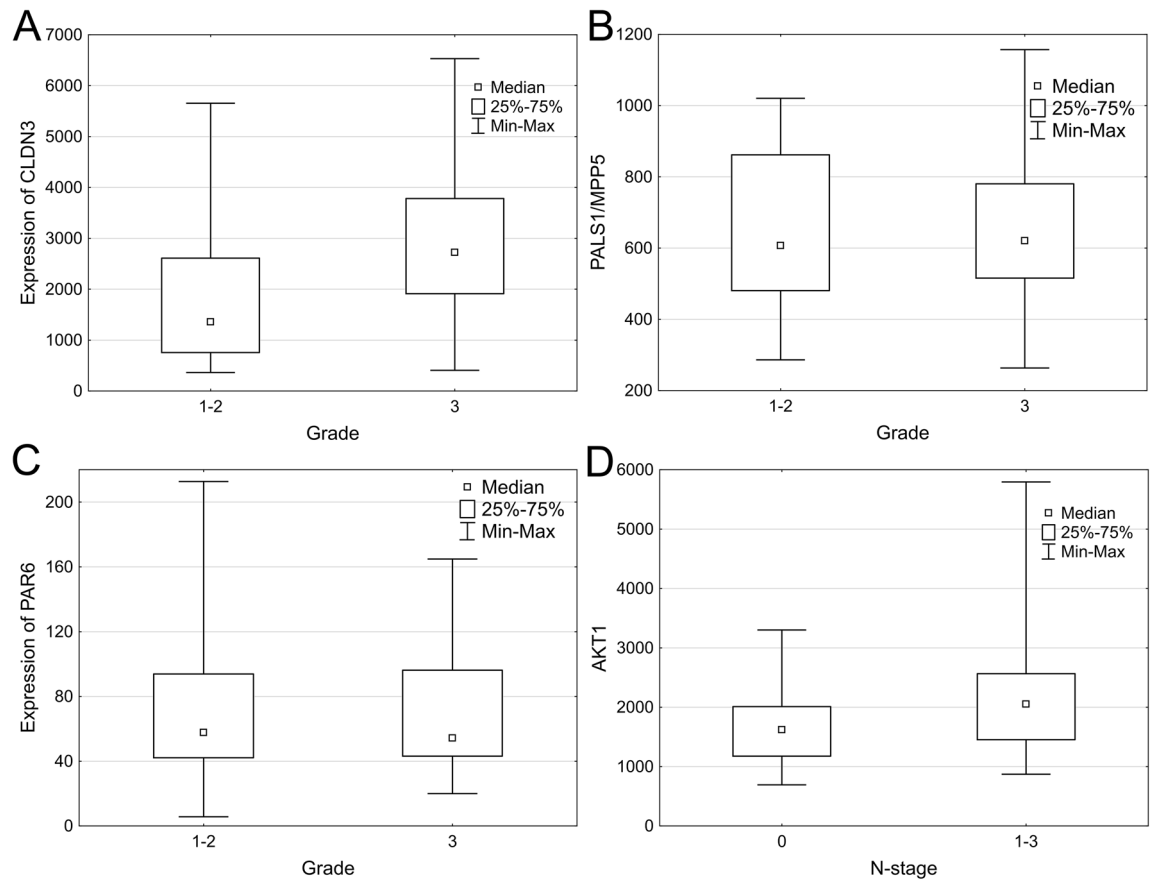 A
Expression of CLDN3
7000
6000
5000
4000
3000
2000
1000
0
Median
25%-75%
Min-Max
1-2
3
Grade
B
PALS1/MPP5
1200
1000
800
600
400
200
Median
25%-75%
Min-Max
1-2
3
Grade
C
Expression of PAR6
200
160
120
80
40
0
Median
25%-75%
Min-Max
1-2
3
Grade
D
AKT1
6000
5000
4000
3000
2000
1000
0
Median
25%-75%
Min-Max
0
1-3
N-stage